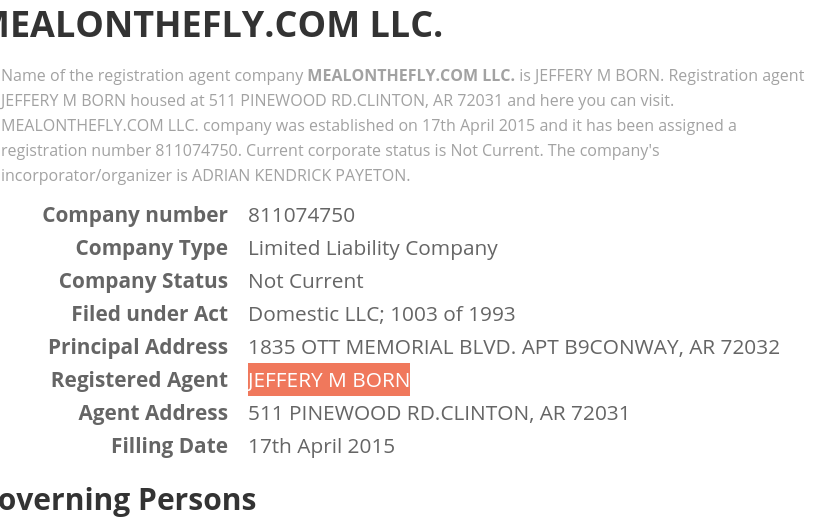 MEALONTHEFLY.COM LLC.
Name of the registration agent company MEALONTHEFLY.COM LLC. is JEFFERY M BORN. Registration agent
JEFFERY M BORN housed at 511 PINEWOOD RD.CLINTON, AR 72031 and here you can visit.
MEALONTHEFLY.COM LLC. company was established on 17th April 2015 and it has been assigned a
registration number 811074750. Current corporate status is Not Current. The company's
incorporator/organizer is ADRIAN KENDRICK PAYETON.
Company number 811074750
Company Type Limited Liability Company
Company Status Not Current
Filed under Act Domestic LLC; 1003 of 1993
Principal Address 1835 OTT MEMORIAL BLVD. APT B9CONWAY, AR 72032
Registered Agent JEFFERY M BORN
Agent Address 511 PINEWOOD RD.CLINTON, AR 72031
Filling Date 17th April 2015
overning Persons